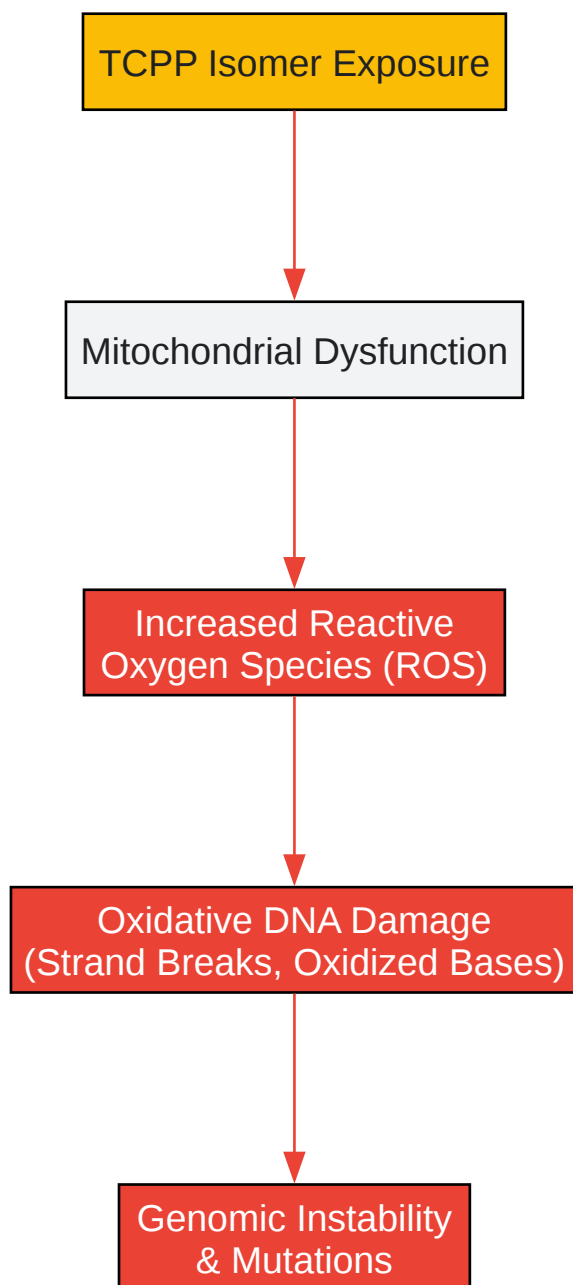 TCPP Isomer Exposure
Mitochondrial Dysfunction
Increased Reactive
Oxygen Species (ROS)
Oxidative DNA Damage
(Strand Breaks, Oxidized Bases)
Genomic Instability
& Mutations